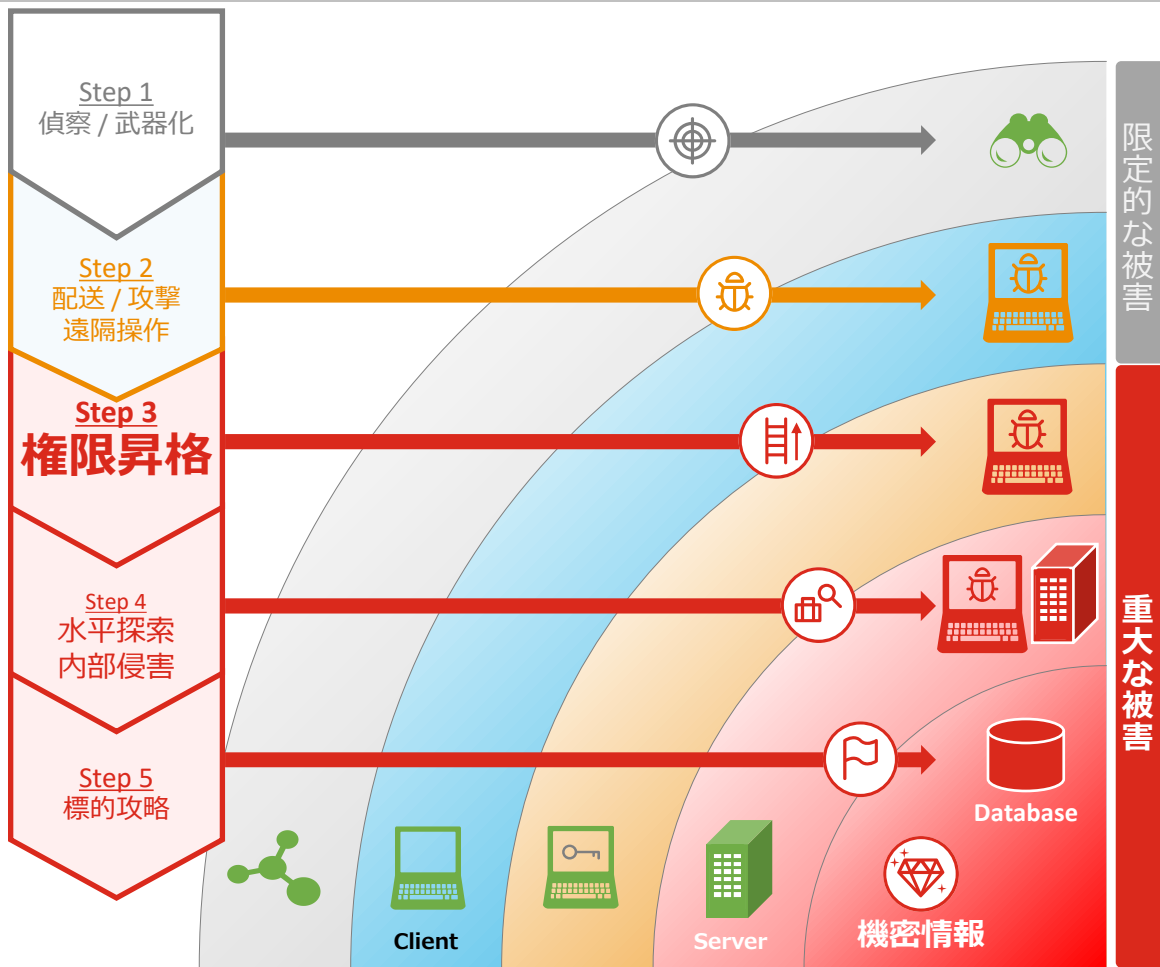 Step 1
偵察 / 武器化
Step 2
配送 / 攻撃
遠隔操作
Step 3
権限昇格
Step 4
水平探索
内部侵害
Step 5
標的攻略
限定的な被害
重大な被害
Database
Client
Server
機密情報